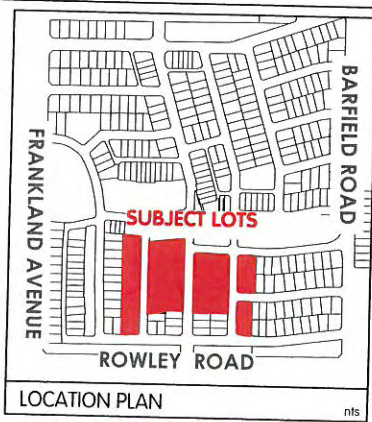 BARFIELD ROAD
FRANKLAND AVENUE
SUBJECT LOTS
ROWLEY ROAD
LOCATION PLAN
nts